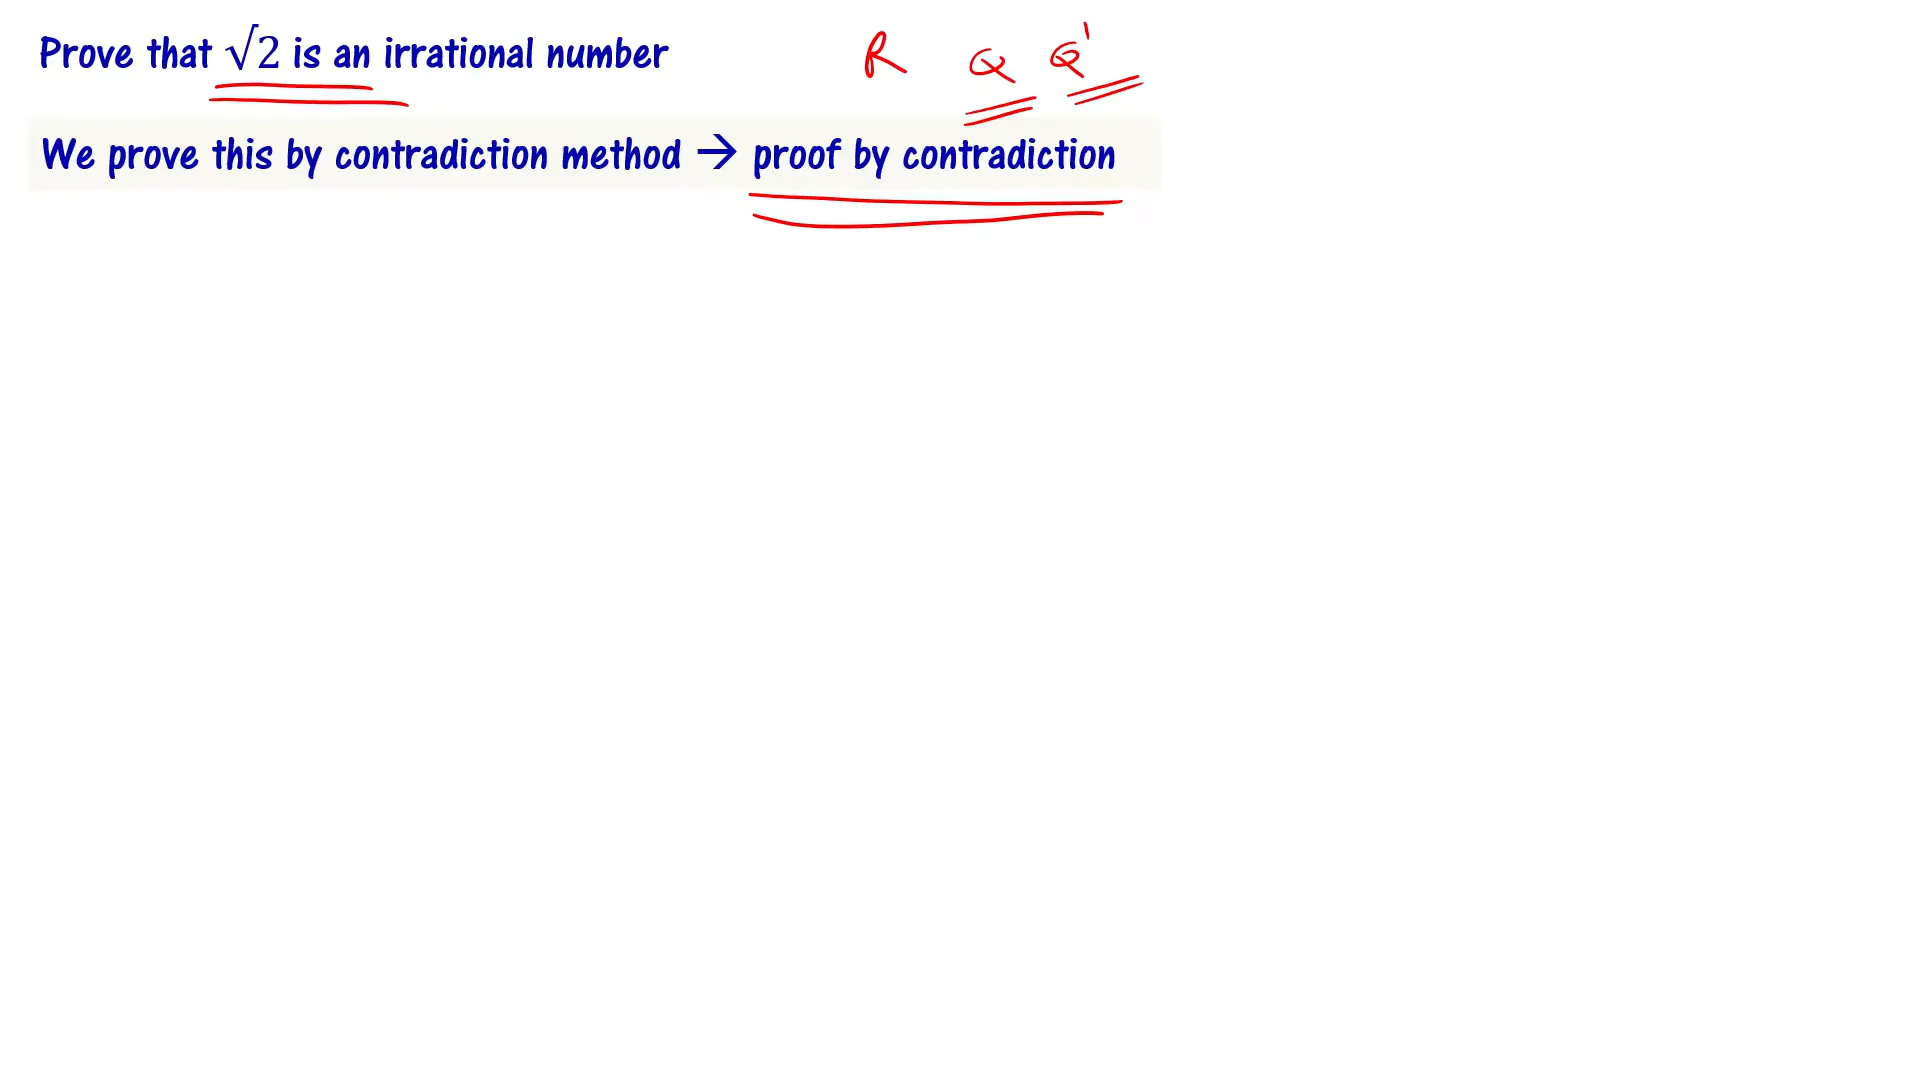 Prove that √2 is an irrational number R Q Q'
We prove this by contradiction method → proof by contradiction